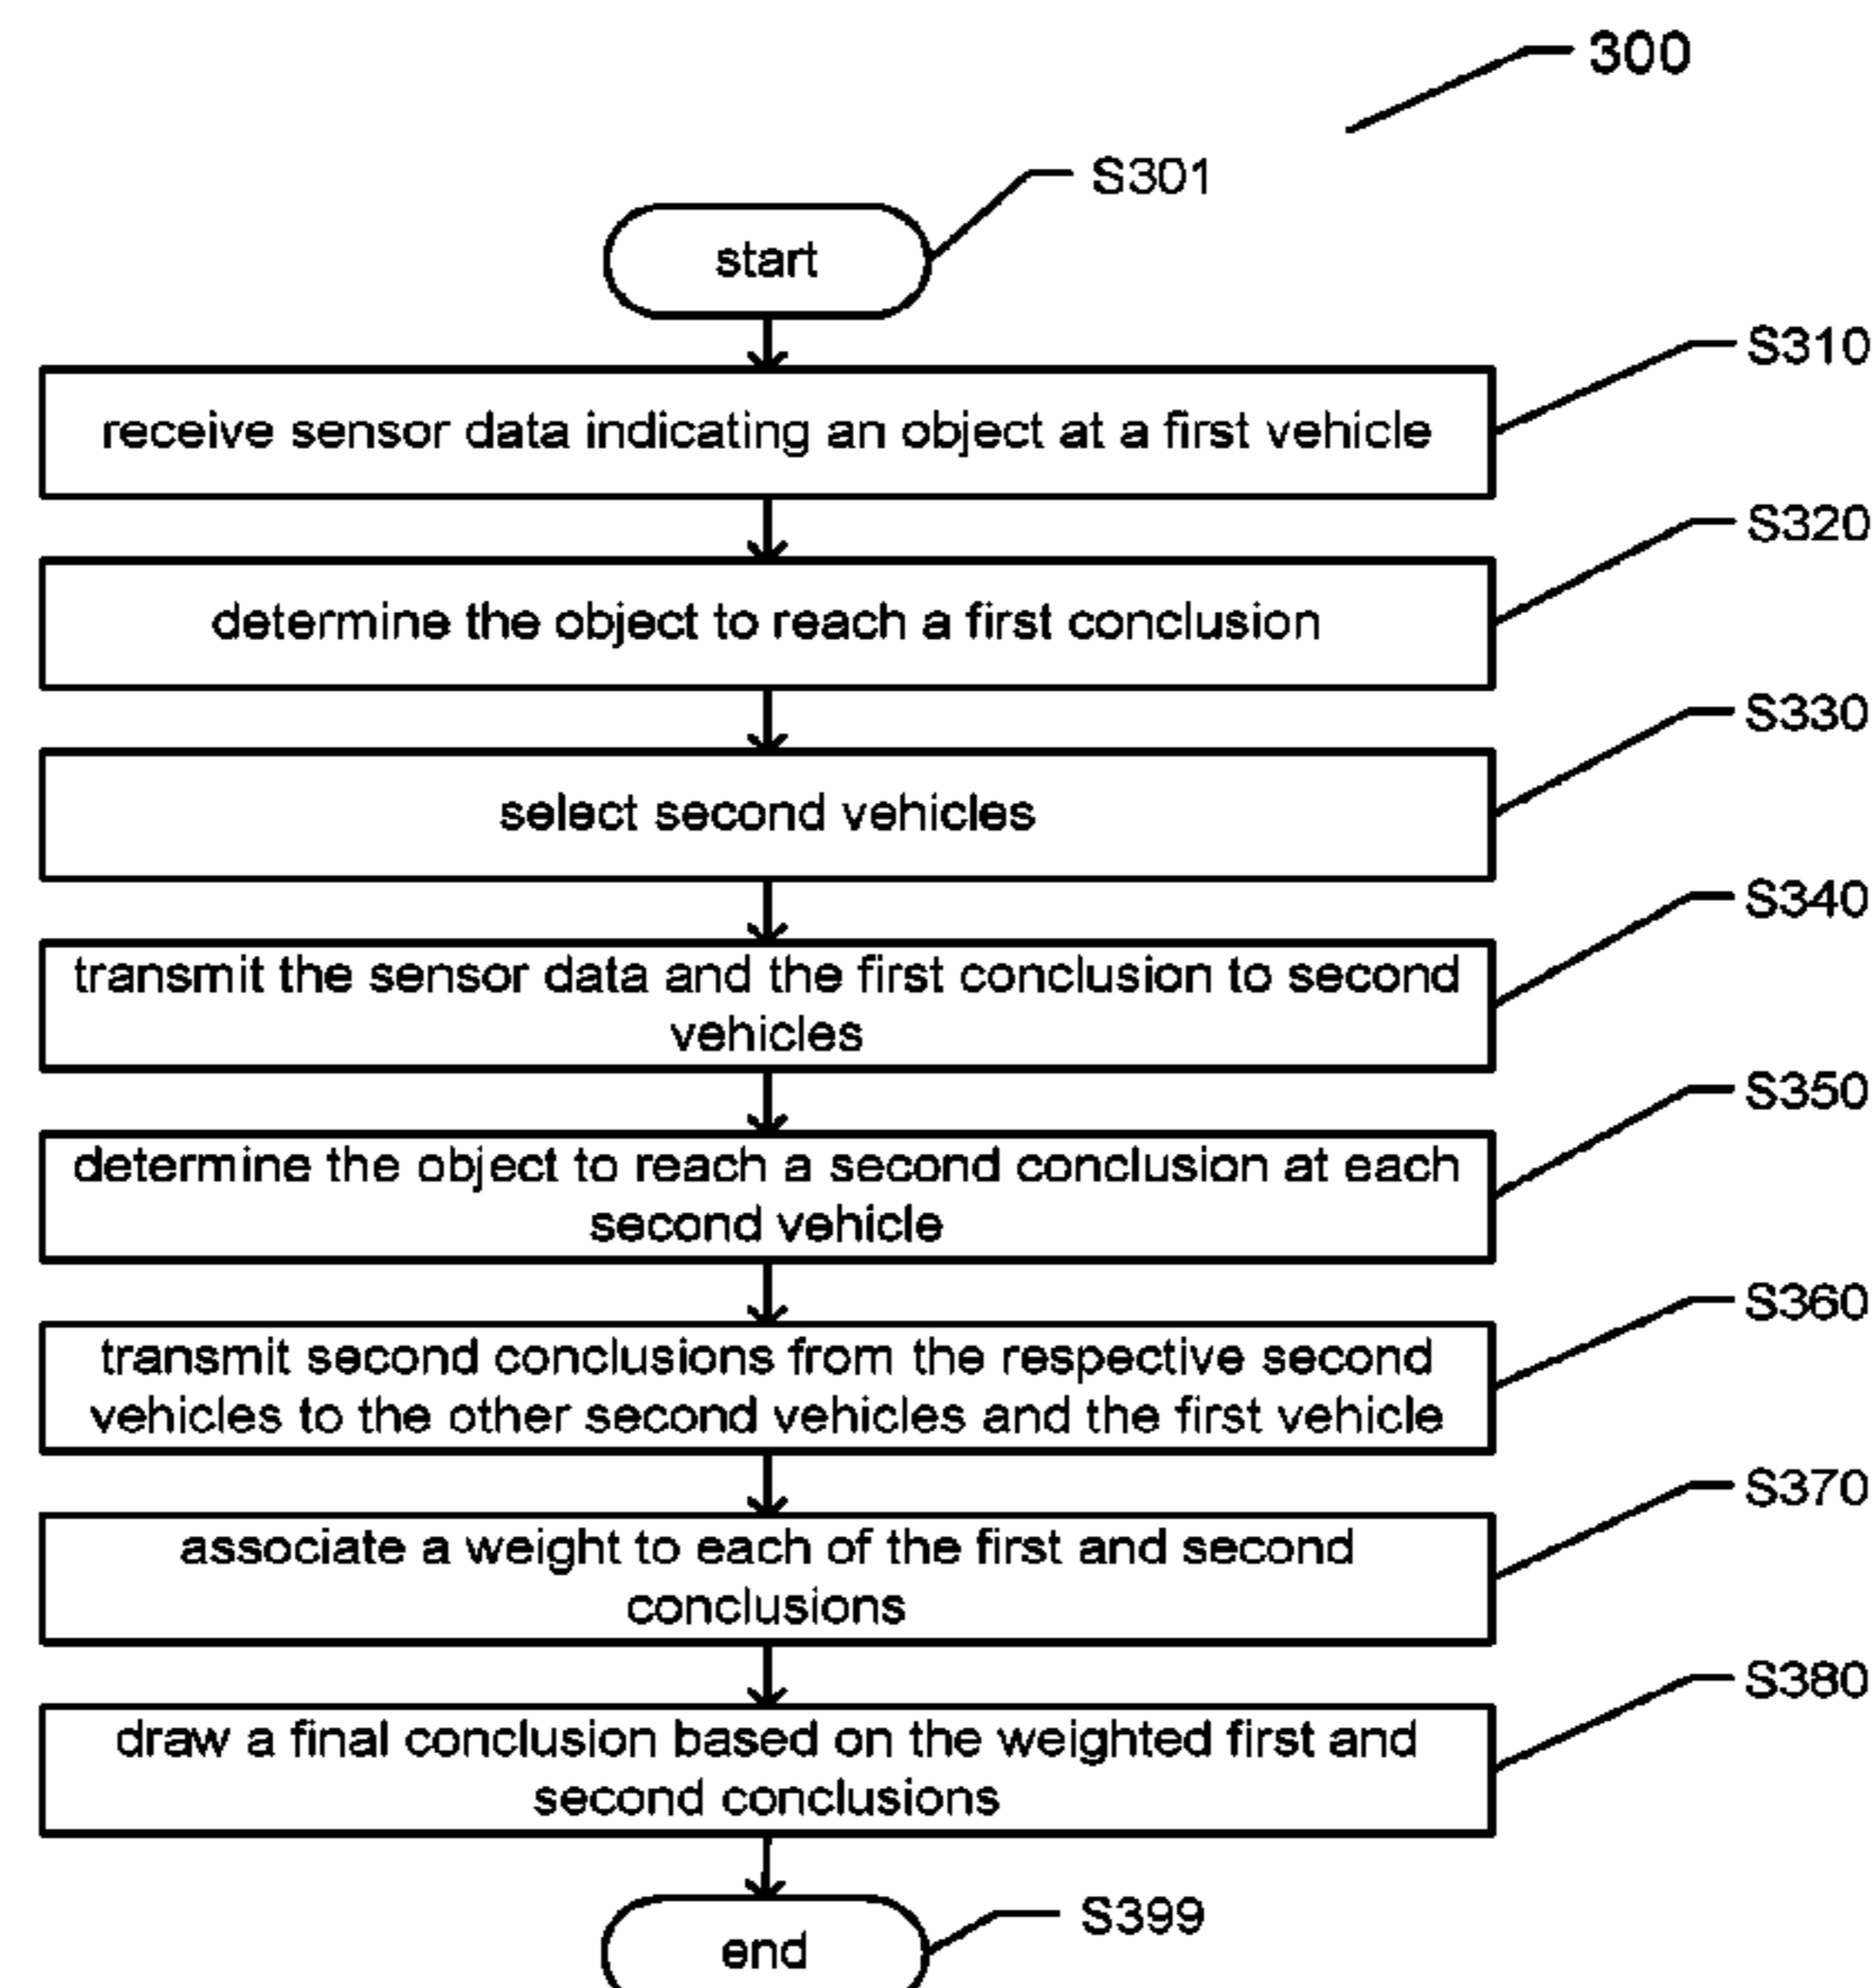 300
S301
start
S310
receive sensor data indicating an object at a first vehicle
S320
determine the object to reach a first conclusion
S330
select second vehicles
S340
transmit the sensor data and the first conclusion to second
vehicles
S350
determine the object to reach a second conclusion at each
second vehicle
S360
transmit second conclusions from the respective second
vehicles to the other second vehicles and the first vehicle
S370
associate a weight to each of the first and second
conclusions
S380
draw a final conclusion based on the weighted first and
second conclusions
S399
end